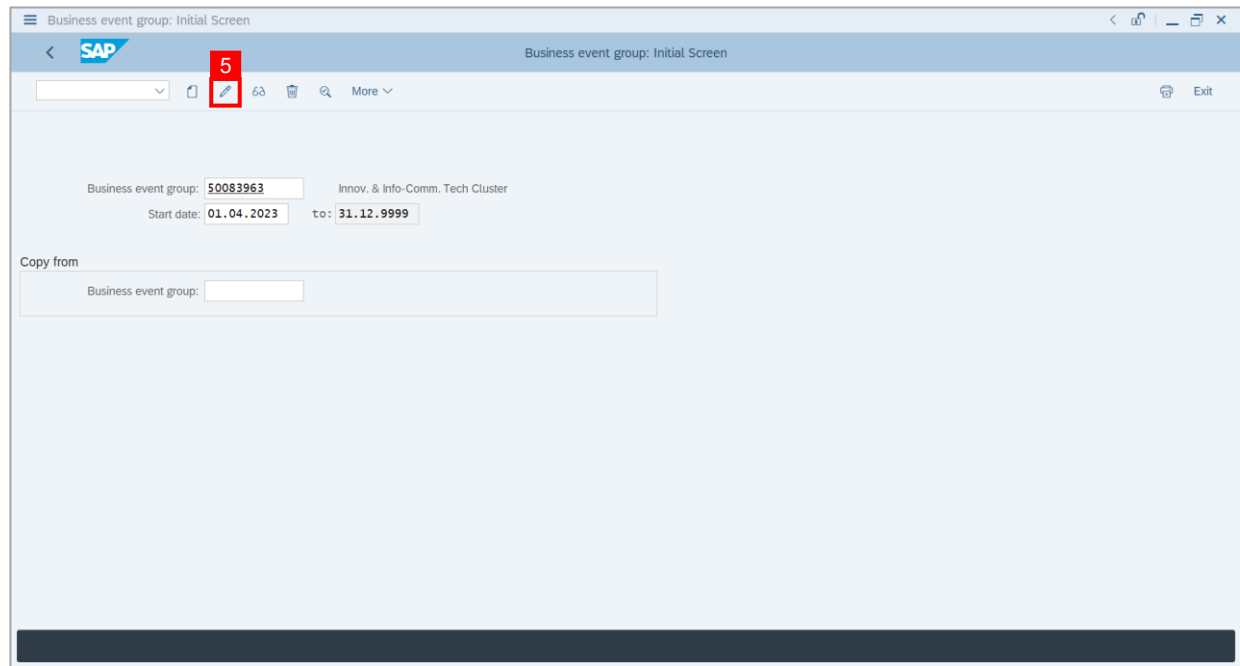 Business event group: Initial Screen
SAP
Business event group: Initial Screen
5
More
Exit
Business event group: 50083963 Innov. & Info-Comm. Tech Cluster
Start date: 01.04.2023 to: 31.12.9999
Copy from
Business event group: